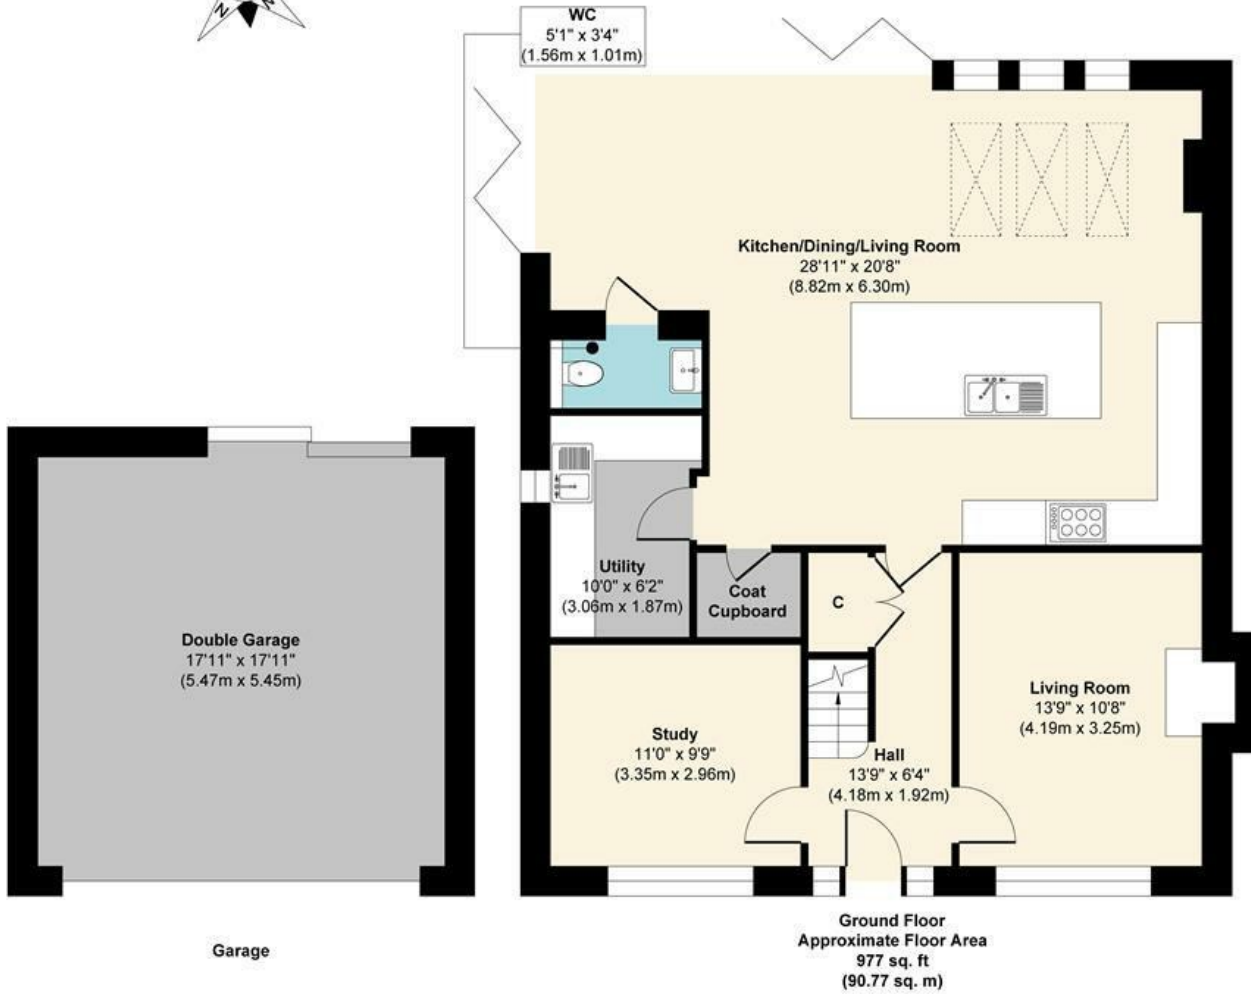 N
WC
5'1" x 3'4"
(1.56m x 1.01m)
Kitchen/Dining/Living Room
28'11" x 20'8"
(8.82m x 6.30m)
Utility
10'0" x 6'2"
(3.06m x 1.87m)
Coat
Cupboard
C
Double Garage
17'11" x 17'11"
(5.47m x 5.45m)
Living Room
13'9" x 10'8"
(4.19m x 3.25m)
Study
11'0" x 9'9"
(3.35m x 2.96m)
Hall
13'9" x 6'4"
(4.18m x 1.92m)
Garage
Ground Floor
Approximate Floor Area
977 sq. ft
(90.77 sq. m)